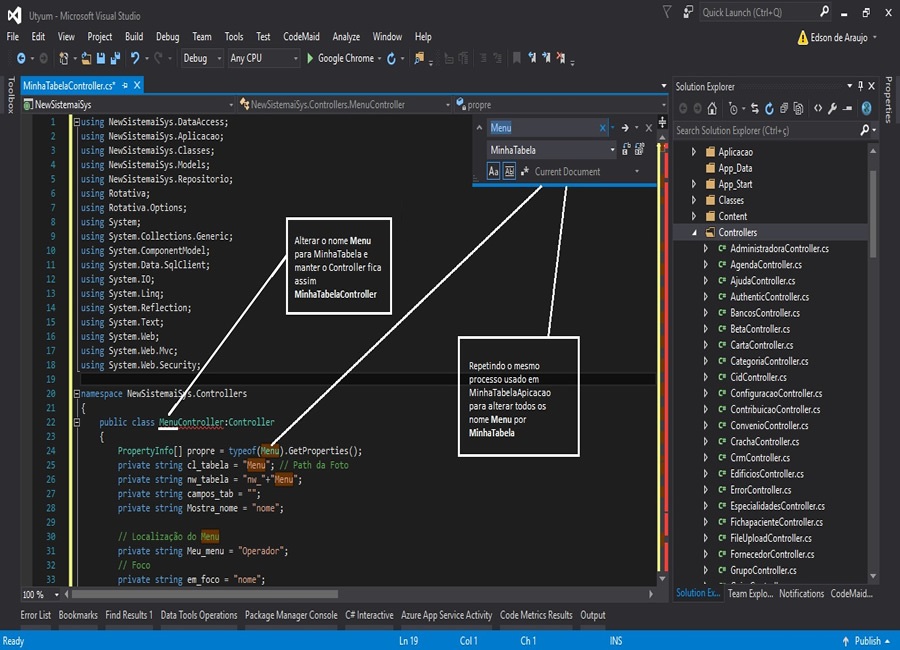 Utyum - Microsoft Visual Studio
Quick Launch (Ctrl+Q)
File Edit View Project Build Debug Team Tools Test CodeMaid Analyze Window Help
Edson de Araujo
Debug Any CPU Google Chrome
Toolbox
MinhaTabelaController.cs*
NewSistemaiSys NewSistemaiSys.Controllers.MenuController propre
1 using NewSistemaiSys.DataAccess;
2 using NewSistemaiSys.Aplicacao;
3 using NewSistemaiSys.Classes;
4 using NewSistemaiSys.Models;
5 using NewSistemaiSys.Repositorio;
6 using Rotativa;
7 using Rotativa.Options;
8 using System;
9 using System.Collections.Generic;
10 using System.ComponentModel;
11 using System.Data.SqlClient;
12 using System.IO;
13 using System.Linq;
14 using System.Reflection;
15 using System.Text;
16 using System.Web;
17 using System.Web.Mvc;
18 using System.Web.Security;
19
20 namespace NewSistemaiSys.Controllers
21 {
22 public class MenuController:Controller
23 {
24 PropertyInfo[] propre = typeof(Menu).GetProperties();
25 private string cl_tabela = "Menu"; // Path da Foto
26 private string nw_tabela = "nw_"+"Menu";
27 private string campos_tab = "";
28 private string Mostra_nome = "nome";
29
30 // Localização do Menu
31 private string Meu_menu = "Operador";
32 // Foco
33 private string em_foco = "nome";
Menu
MinhaTabela
Aa Ab Current Document
Alterar o nome Menu
para MinhaTabela e
manter o Controller fica
assim
MinhaTabelaController
Repetindo o mesmo
processo usado em
MinhaTabelaApicacao
para alterar todos os
nome Menu por
MinhaTabela
Solution Explorer
Search Solution Explorer (Ctrl+ç)
Aplicacao
App_Data
App_Start
Classes
Content
Controllers
C# AdministradoraController.cs
C# AgendaController.cs
C# AjudaController.cs
C# AuthenticController.cs
C# BancosController.cs
C# BetaController.cs
C# CartaController.cs
C# CategoriaController.cs
C# CidController.cs
C# ConfiguracaoController.cs
C# ContribuicaoController.cs
C# ConvenioController.cs
C# CrachaController.cs
C# CrmController.cs
C# EdificiosController.cs
C# ErrorController.cs
C# EspecialidadesController.cs
C# FichapacienteController.cs
C# FileUploadController.cs
C# FornecedorController.cs
C# GrupoController.cs
Properties
100 %
Solution Ex... Team Explo... Notifications CodeMaid...
Error List Bookmarks Find Results 1 Data Tools Operations Package Manager Console C# Interactive Azure App Service Activity Code Metrics Results Output
Ready Ln 19 Col 1 Ch 1 INS Publish